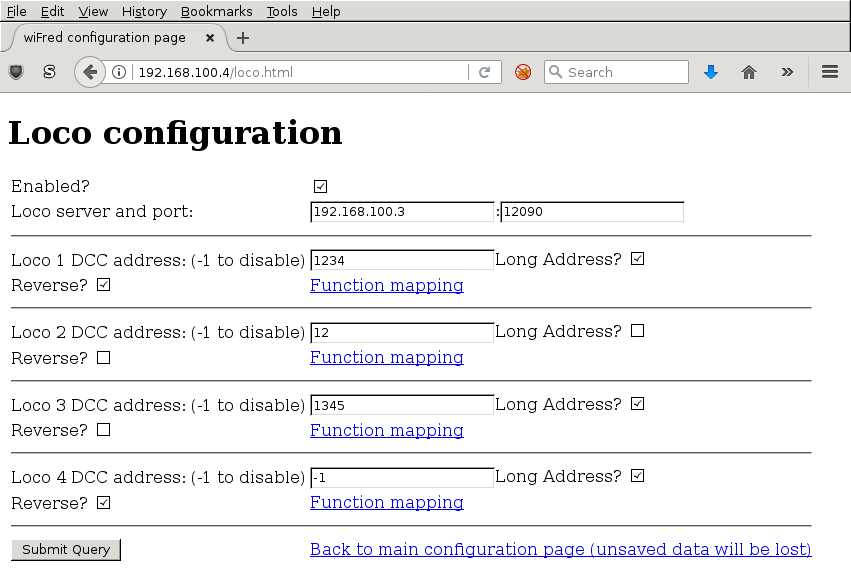 File Edit View History Bookmarks Tools Help
wiFred configuration page
192.168.100.4/loco.html Search
Loco configuration
Enabled?
Loco server and port: 192.168.100.3 : 12090
Loco 1 DCC address: (-1 to disable) 1234 Long Address?
Reverse? Function mapping
Loco 2 DCC address: (-1 to disable) 12 Long Address?
Reverse? Function mapping
Loco 3 DCC address: (-1 to disable) 1345 Long Address?
Reverse? Function mapping
Loco 4 DCC address: (-1 to disable) -1 Long Address?
Reverse? Function mapping
Submit Query Back to main configuration page (unsaved data will be lost)